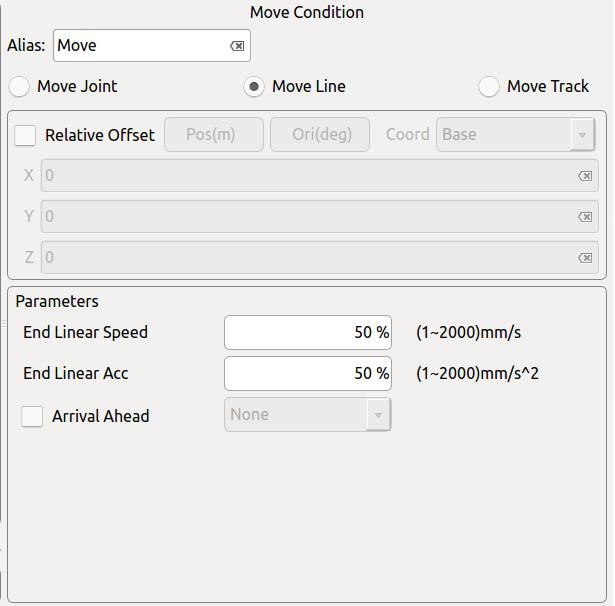 Move Condition
Alias: Move
Move Joint Move Line Move Track
Relative Offset Pos(m) Ori(deg) Coord Base
X 0
Y 0
Z 0
Parameters
End Linear Speed 50 % (1~2000)mm/s
End Linear Acc 50 % (1~2000)mm/s^2
Arrival Ahead None